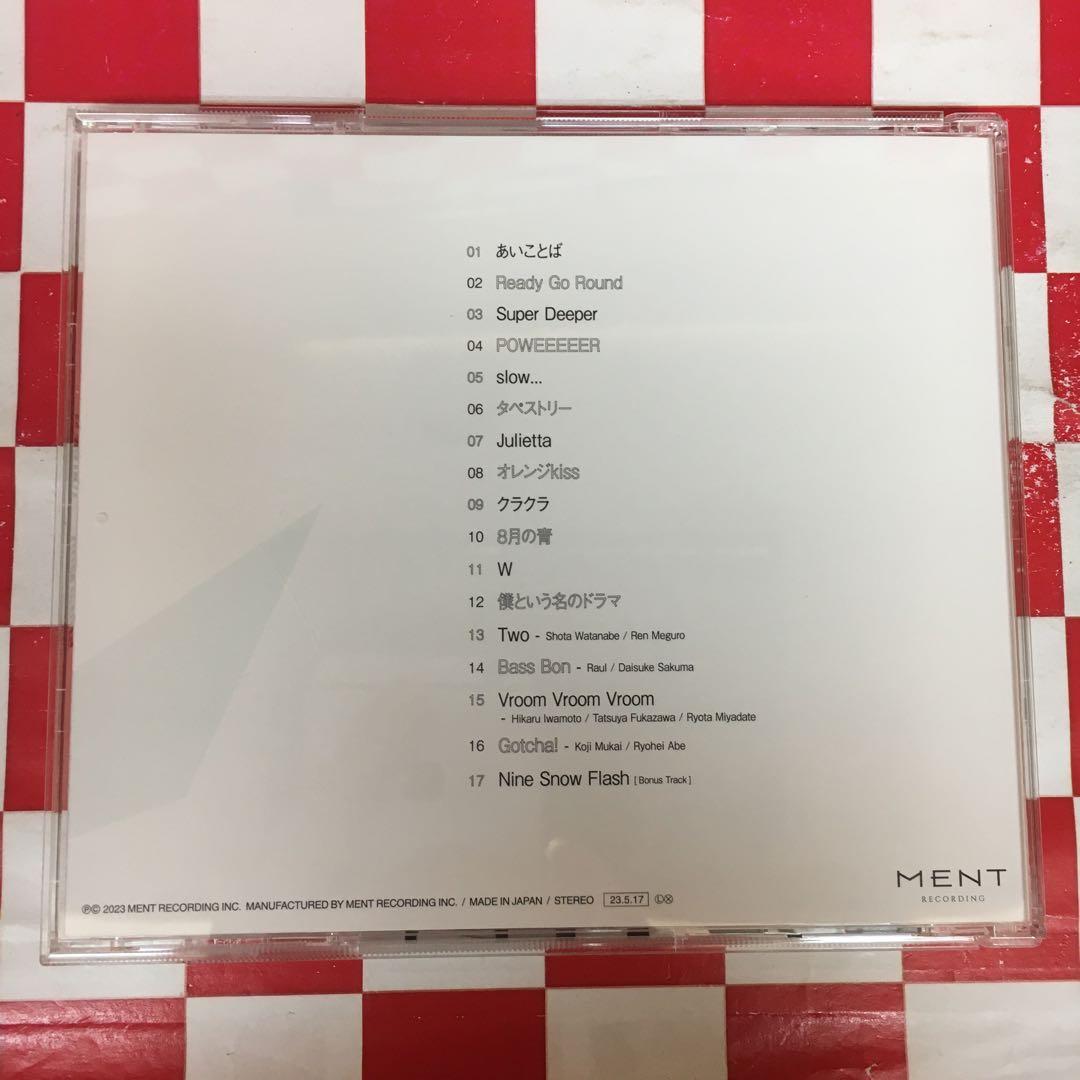 01 あいことば
02 Ready Go Round
03 Super Deeper
04 POWEEEEER
05 slow...
06 タペストリー
07 Julietta
08 オレンジkiss
09 クラクラ
10 8月の青
11 W
12 僕という名のドラマ
13 Two - Shota Watanabe / Ren Meguro
14 Bass Bon - Raul / Daisuke Sakuma
15 Vroom Vroom Vroom
- Hikaru Iwamoto / Tatsuya Fukazawa / Ryota Miyadate
16 Gotcha! - Koji Mukai / Ryohei Abe
17 Nine Snow Flash [Bonus Track]
MENT
RECORDING
℗© 2023 MENT RECORDING INC. MANUFACTURED BY MENT RECORDING INC. / MADE IN JAPAN / STEREO 23.5.17 ⓁⓍ